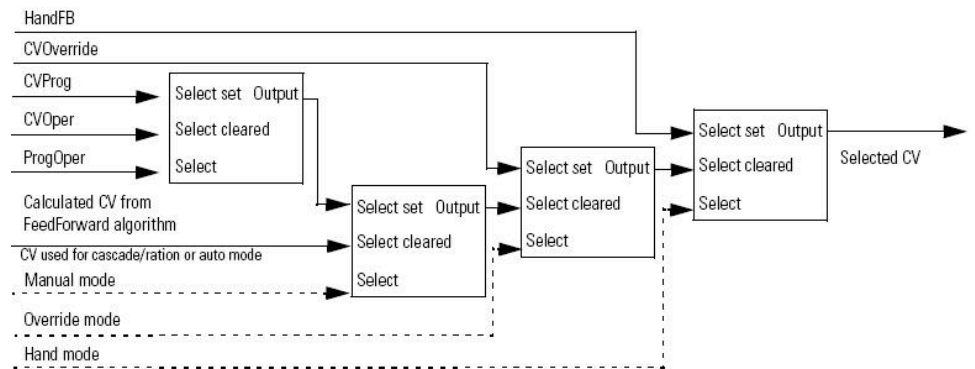 HandFB
CVOverride
CVProg
CVOper
ProgOper
Select set Output
Select cleared
Select
Calculated CV from
FeedForward algorithm
CV used for cascade/ration or auto mode
Manual mode
Override mode
Hand mode
Select set Output
Select cleared
Select
Select set Output
Select cleared
Select
Select set Output
Select cleared
Select
Selected CV